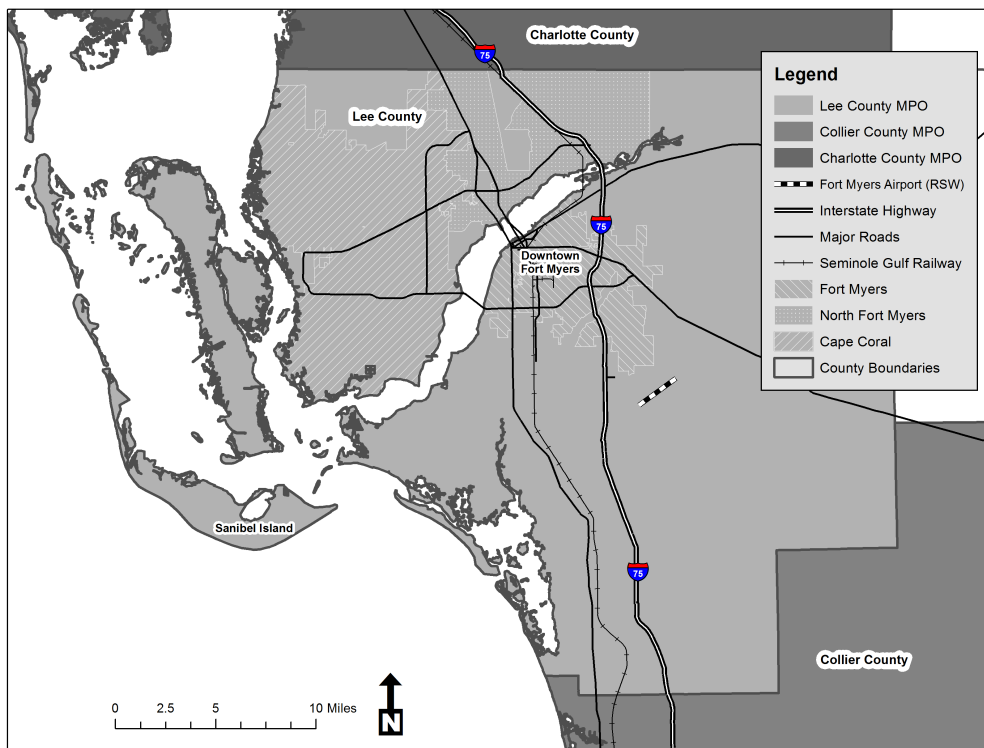 Charlotte County
75
Legend
Lee County MPO
Collier County MPO
Charlotte County MPO
Fort Myers Airport (RSW)
Interstate Highway
Major Roads
Seminole Gulf Railway
Fort Myers
North Fort Myers
Cape Coral
County Boundaries
Lee County
75
Downtown
Fort Myers
Sanibel Island
75
Collier County
0 2.5 5 10 Miles
N